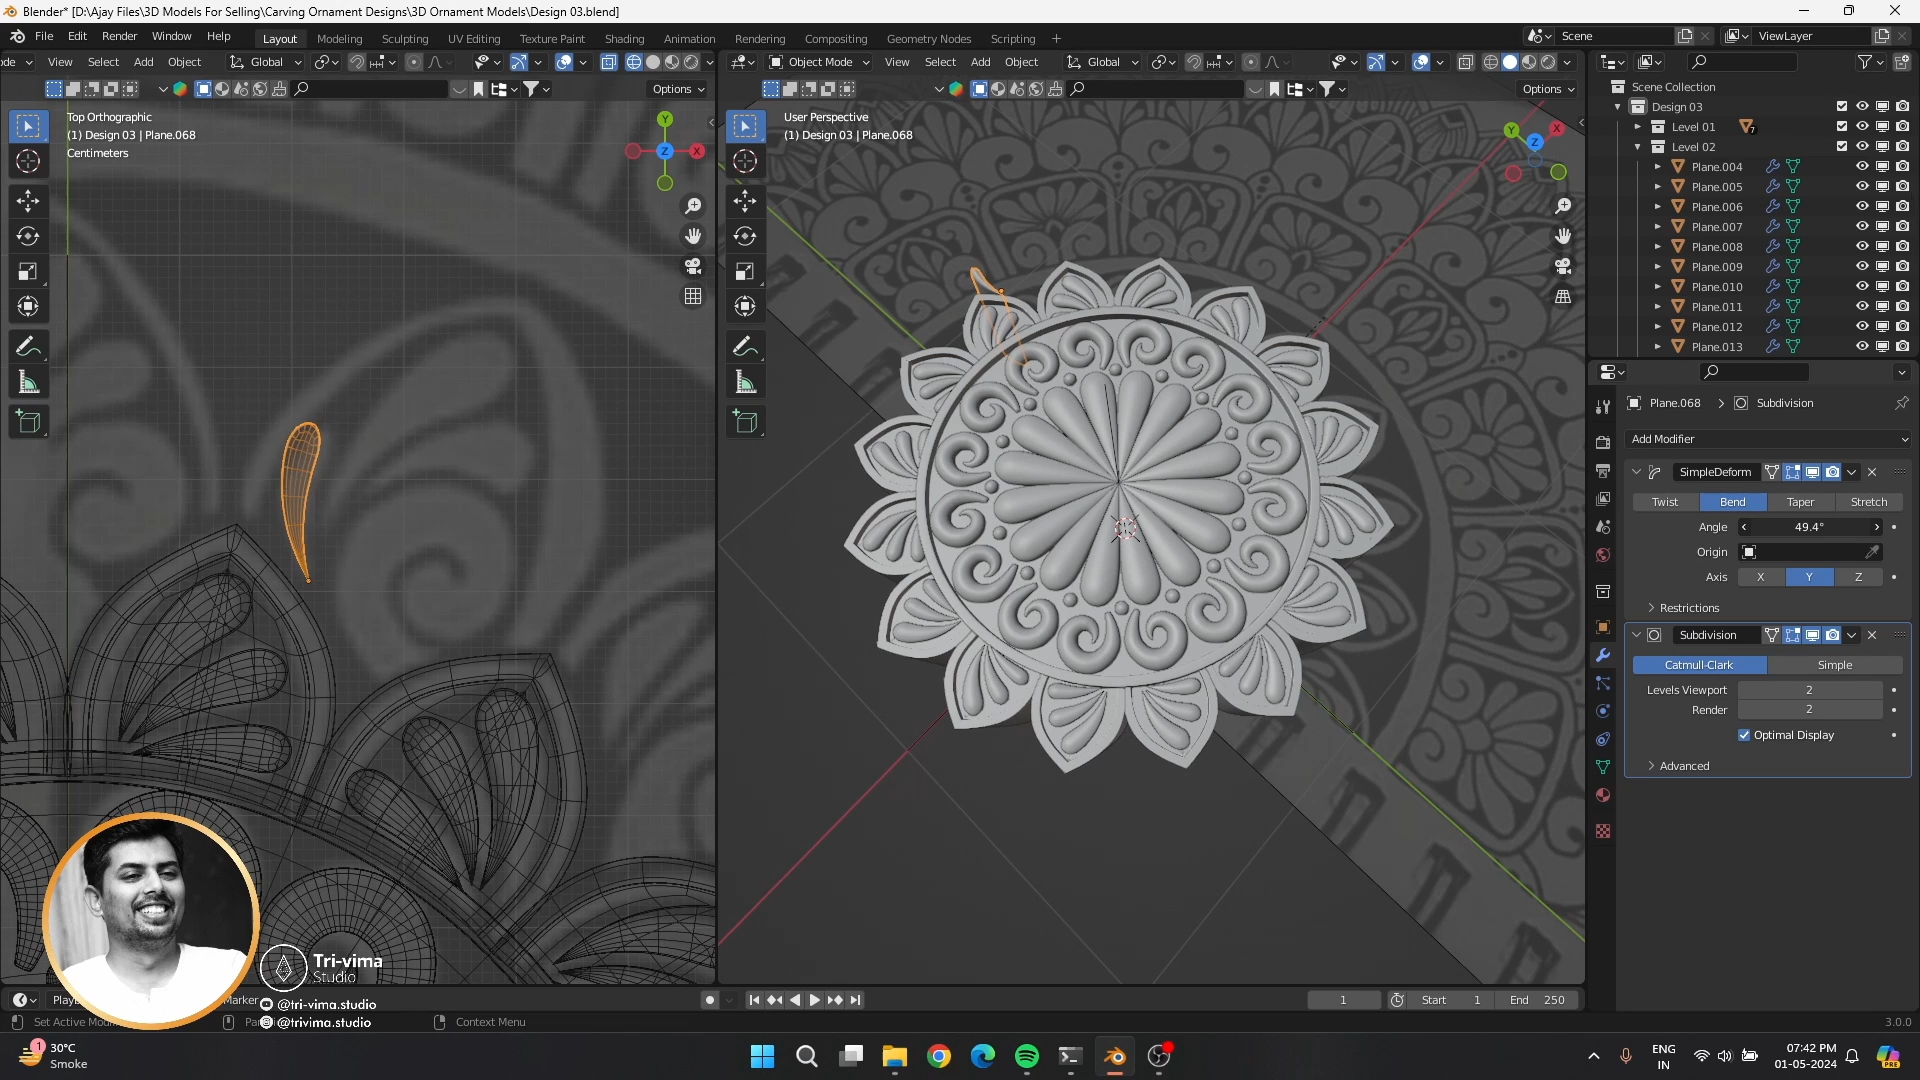 Blender* [D:\Ajay Files\3D Models For Selling\Carving Ornament Designs\3D Ornament Models\Design 03.blend]
File Edit Render Window Help
Layout Modeling Sculpting UV Editing Texture Paint Shading Animation Rendering Compositing Geometry Nodes Scripting +
Scene
ViewLayer
ode View Select Add Object Global
Object Mode View Select Add Object Global
Options
Options
Top Orthographic
(1) Design 03 | Plane.068
Centimeters
Y
X
Z
User Perspective
(1) Design 03 | Plane.068
Y
X
Z
Scene Collection
Design 03
Level 01 7
Level 02
Plane.004
Plane.005
Plane.006
Plane.007
Plane.008
Plane.009
Plane.010
Plane.011
Plane.012
Plane.013
Plane.068 > Subdivision
Add Modifier
SimpleDeform
Twist Bend Taper Stretch
Angle 49.4°
Origin
Axis X Y Z
Restrictions
Subdivision
Catmull-Clark Simple
Levels Viewport 2
Render 2
Optimal Display
Advanced
Tri-vima
Studio
@tri-vima.studio
@trivima.studio
Marker
1 Start 1 End 250
Context Menu
3.0.0
1
30°C
Smoke
ENG
IN
07:42 PM
01-05-2024
PRE